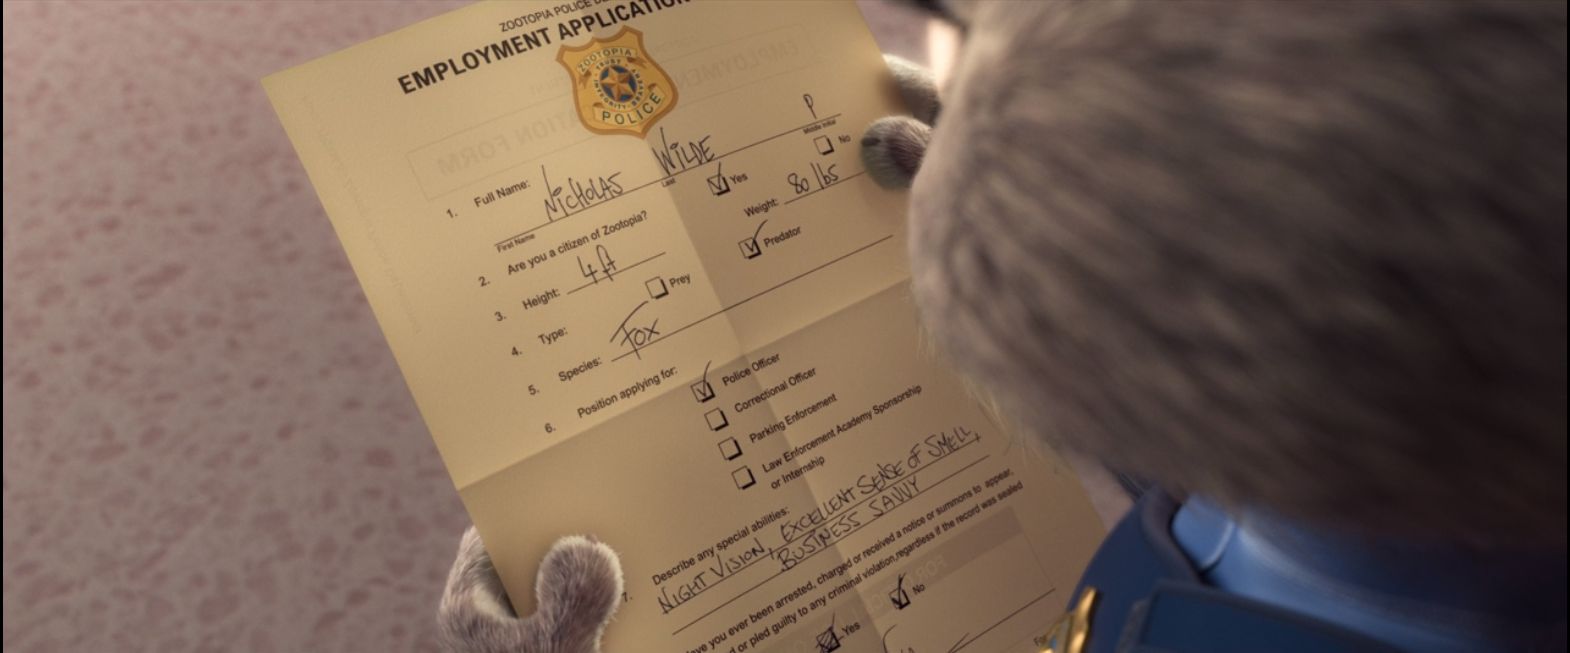 ZOOTOPIA POLICE DE
EMPLOYMENT APPLICATION
ZOOTOPIA
TRUST
INTEGRITY·BRAVERY
POLICE
1. Full Name: NICHOLAS WILDE P
First Name Last Middle Initial
2. Are you a citizen of Zootopia? Yes No
3. Height: 4 ft Weight: 80 lbs
4. Type: Prey Predator
5. Species: FOX
6. Position applying for: Police Officer
Correctional Officer
Parking Enforcement
Law Enforcement Academy Sponsorship
or Internship
7. Describe any special abilities:
NIGHT VISION, EXCELLENT SENSE OF SMELL,
BUSINESS SAVVY
ave you ever been arrested, charged or received a notice or summons to appear,
d or pled guilty to any criminal violation, regardless if the record was sealed
Yes No
For